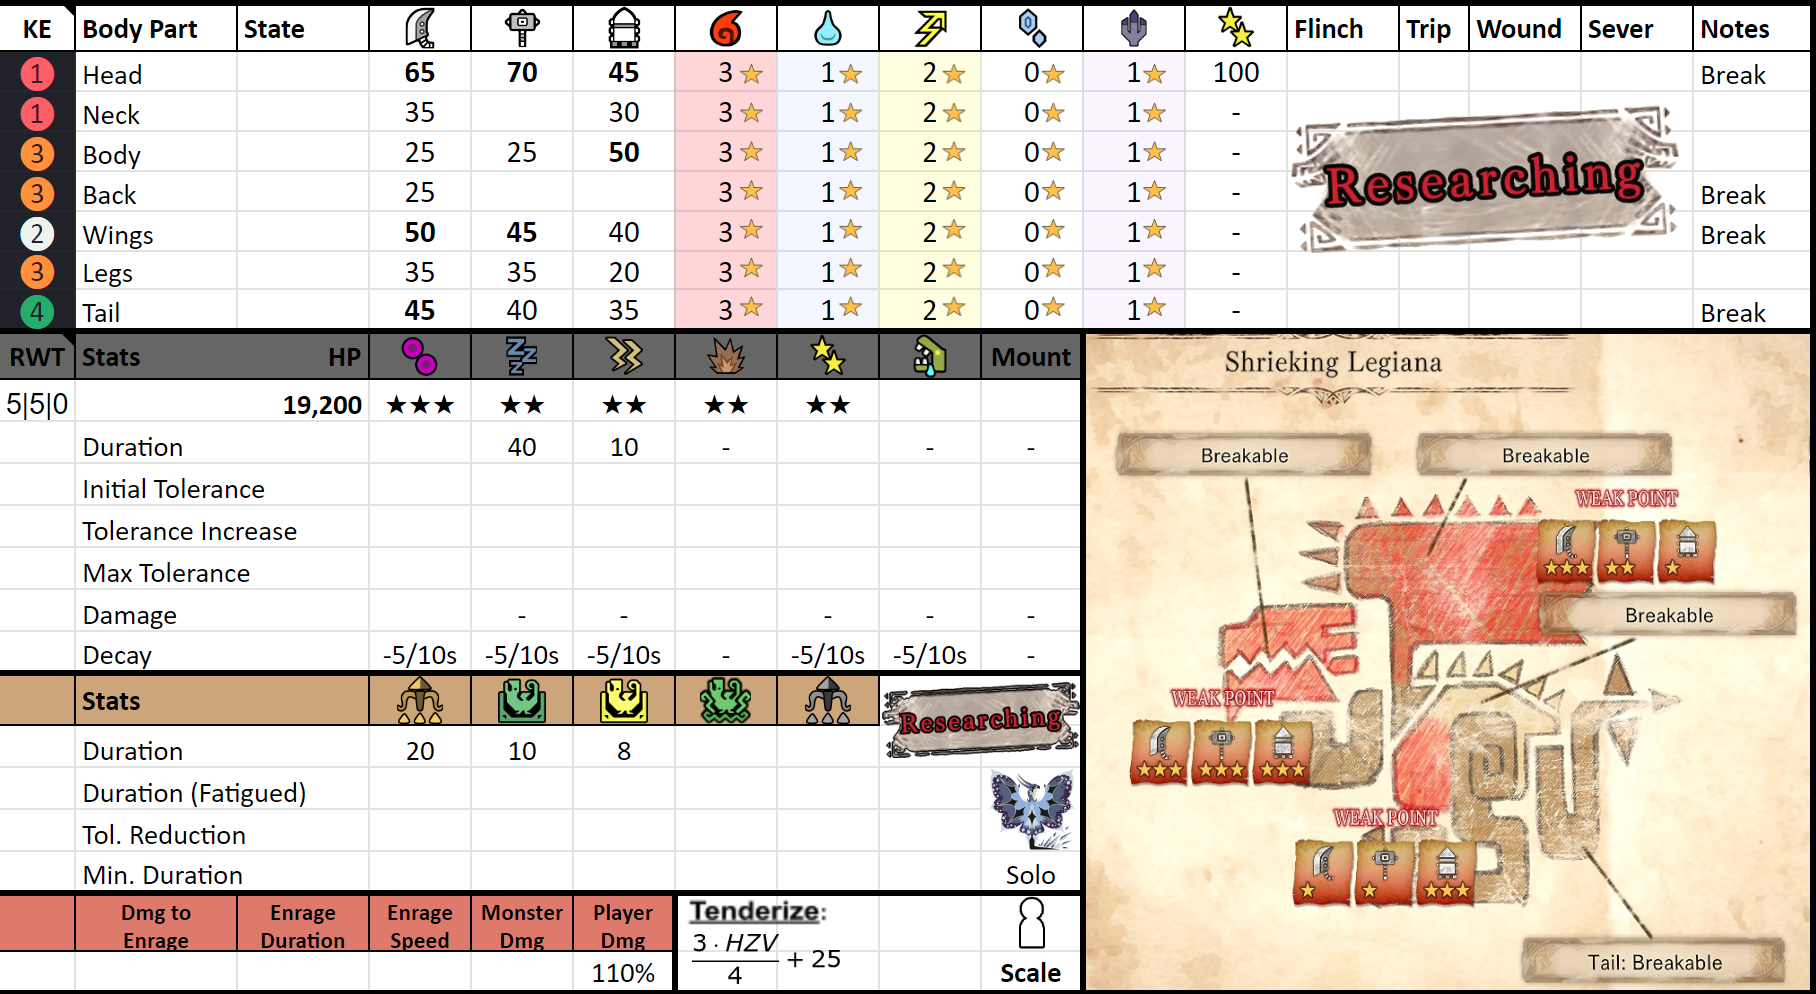 KE Body Part State Flinch Trip Wound Sever Notes
1 Head 65 70 45 3 1 2 0 1 100 Break
1 Neck 35 30 3 1 2 0 1 -
3 Body 25 25 50 3 1 2 0 1 -
3 Back 25 3 1 2 0 1 - Break
2 Wings 50 45 40 3 1 2 0 1 - Break
3 Legs 35 35 20 3 1 2 0 1 -
4 Tail 45 40 35 3 1 2 0 1 - Break
Researching
RWT Stats HP Mount
5|5|0 19,200 ★★★ ★★ ★★ ★★ ★★
Duration 40 10 - - -
Initial Tolerance
Tolerance Increase
Max Tolerance
Damage - - - - -
Decay -5/10s -5/10s -5/10s - -5/10s -5/10s -
Stats
Researching
Duration 20 10 8
Duration (Fatigued)
Tol. Reduction
Min. Duration Solo
Dmg to Enrage Enrage Monster Player
Enrage Duration Speed Dmg Dmg
110%
Tenderize:
3 · HZV
4
+ 25
Scale
Shrieking Legiana
Breakable
Breakable
WEAK POINT
Breakable
WEAK POINT
WEAK POINT
Tail: Breakable